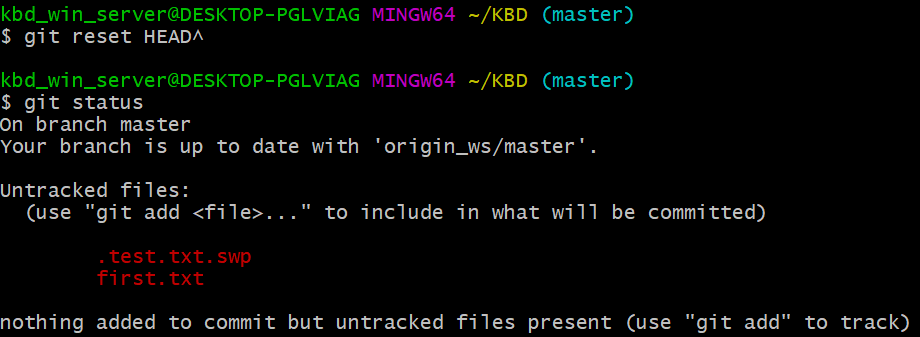 kbd_win_server@DESKTOP-PGLVIAG MINGW64 ~/KBD (master)
$ git reset HEAD^
kbd_win_server@DESKTOP-PGLVIAG MINGW64 ~/KBD (master)
$ git status
On branch master
Your branch is up to date with 'origin_ws/master'.
Untracked files:
(use "git add <file>..." to include in what will be committed)
.test.txt.swp
first.txt
nothing added to commit but untracked files present (use "git add" to track)